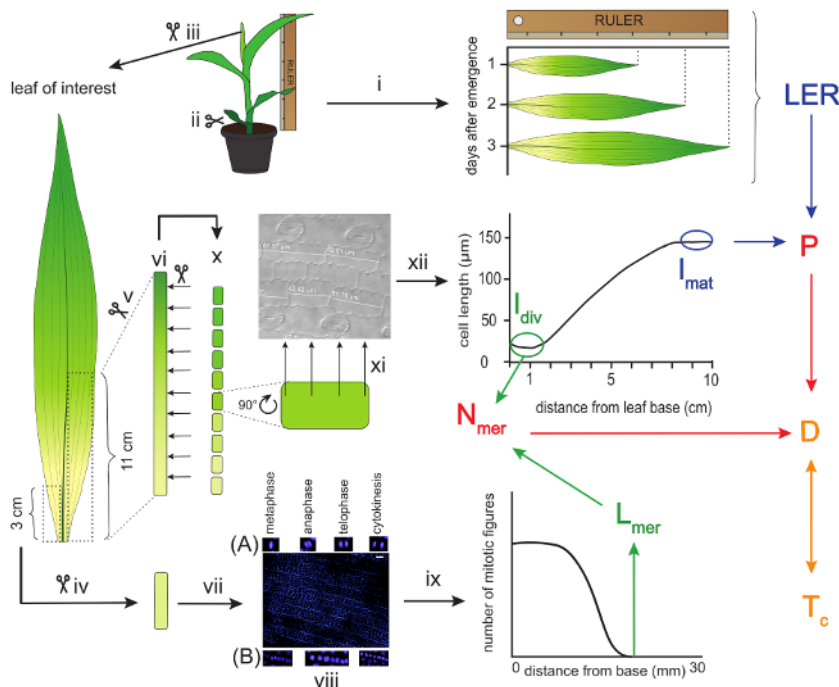 iii
leaf of interest
ii
RULER
i
RULER
days after emergence
1
2
3
LER
vi
x
v
xii
xi
90°
11 cm
3 cm
cell length (µm)
150
100
50
0
1
5
10
distance from leaf base (cm)
I div
I mat
P
N mer
D
L mer
T c
iv
vii
metaphase
anaphase
telophase
cytokinesis
(A)
(B)
viii
ix
number of mitotic figures
0
30
distance from base (mm)